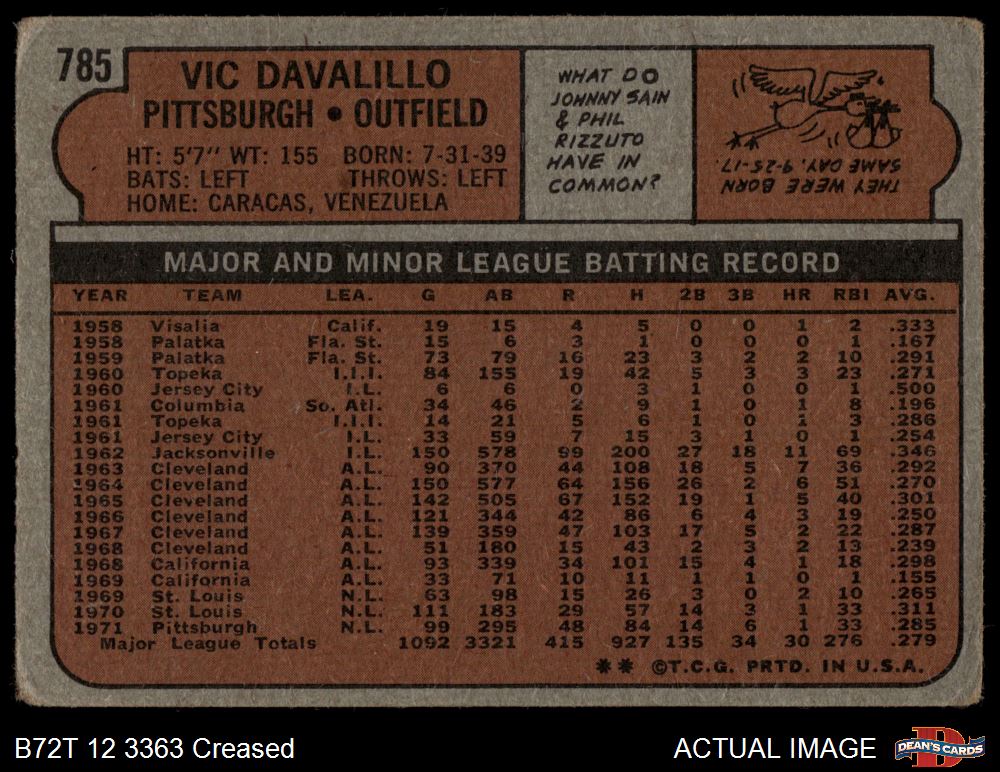 785
VIC DAVALILLO
PITTSBURGH • OUTFIELD
HT: 5'7" WT: 155 BORN: 7-31-39
BATS: LEFT THROWS: LEFT
HOME: CARACAS, VENEZUELA
WHAT DO
JOHNNY SAIN
& PHIL
RIZZUTO
HAVE IN
COMMON?
THEY WERE BORN
SAME DAY, 9-25-17.
MAJOR AND MINOR LEAGUE BATTING RECORD
YEAR TEAM LEA. G AB R H 2B 3B HR RBI AVG.
1958 Visalia Calif. 19 15 4 5 0 0 1 2 .333
1958 Palatka Fla. St. 15 6 3 1 0 0 0 1 .167
1959 Palatka Fla. St. 73 79 16 23 3 2 2 10 .291
1960 Topeka I.I.I. 84 155 19 42 5 3 3 23 .271
1960 Jersey City I.L. 6 6 0 3 1 0 0 1 .500
1961 Columbia So. Atl. 34 46 2 9 1 0 1 8 .196
1961 Topeka I.I.I. 14 21 5 6 1 0 1 3 .286
1961 Jersey City I.L. 33 59 7 15 3 1 0 1 .254
1962 Jacksonville I.L. 150 578 99 200 27 18 11 69 .346
1963 Cleveland A.L. 90 370 44 108 18 5 7 36 .292
1964 Cleveland A.L. 150 577 64 156 26 2 6 51 .270
1965 Cleveland A.L. 142 505 67 152 19 1 5 40 .301
1966 Cleveland A.L. 121 344 42 86 6 4 3 19 .250
1967 Cleveland A.L. 139 359 47 103 17 5 2 22 .287
1968 Cleveland A.L. 51 180 15 43 2 3 2 13 .239
1968 California A.L. 93 339 34 101 15 4 1 18 .298
1969 California A.L. 33 71 10 11 1 1 0 1 .155
1969 St. Louis N.L. 63 98 15 26 3 0 2 10 .265
1970 St. Louis N.L. 111 183 29 57 14 3 1 33 .311
1971 Pittsburgh N.L. 99 295 48 84 14 6 1 33 .285
Major League Totals 1092 3321 415 927 135 34 30 276 .279
** ©T.C.G. PRTD. IN U.S.A.
B72T 12 3363 Creased
ACTUAL IMAGE
DEAN'S CARDS